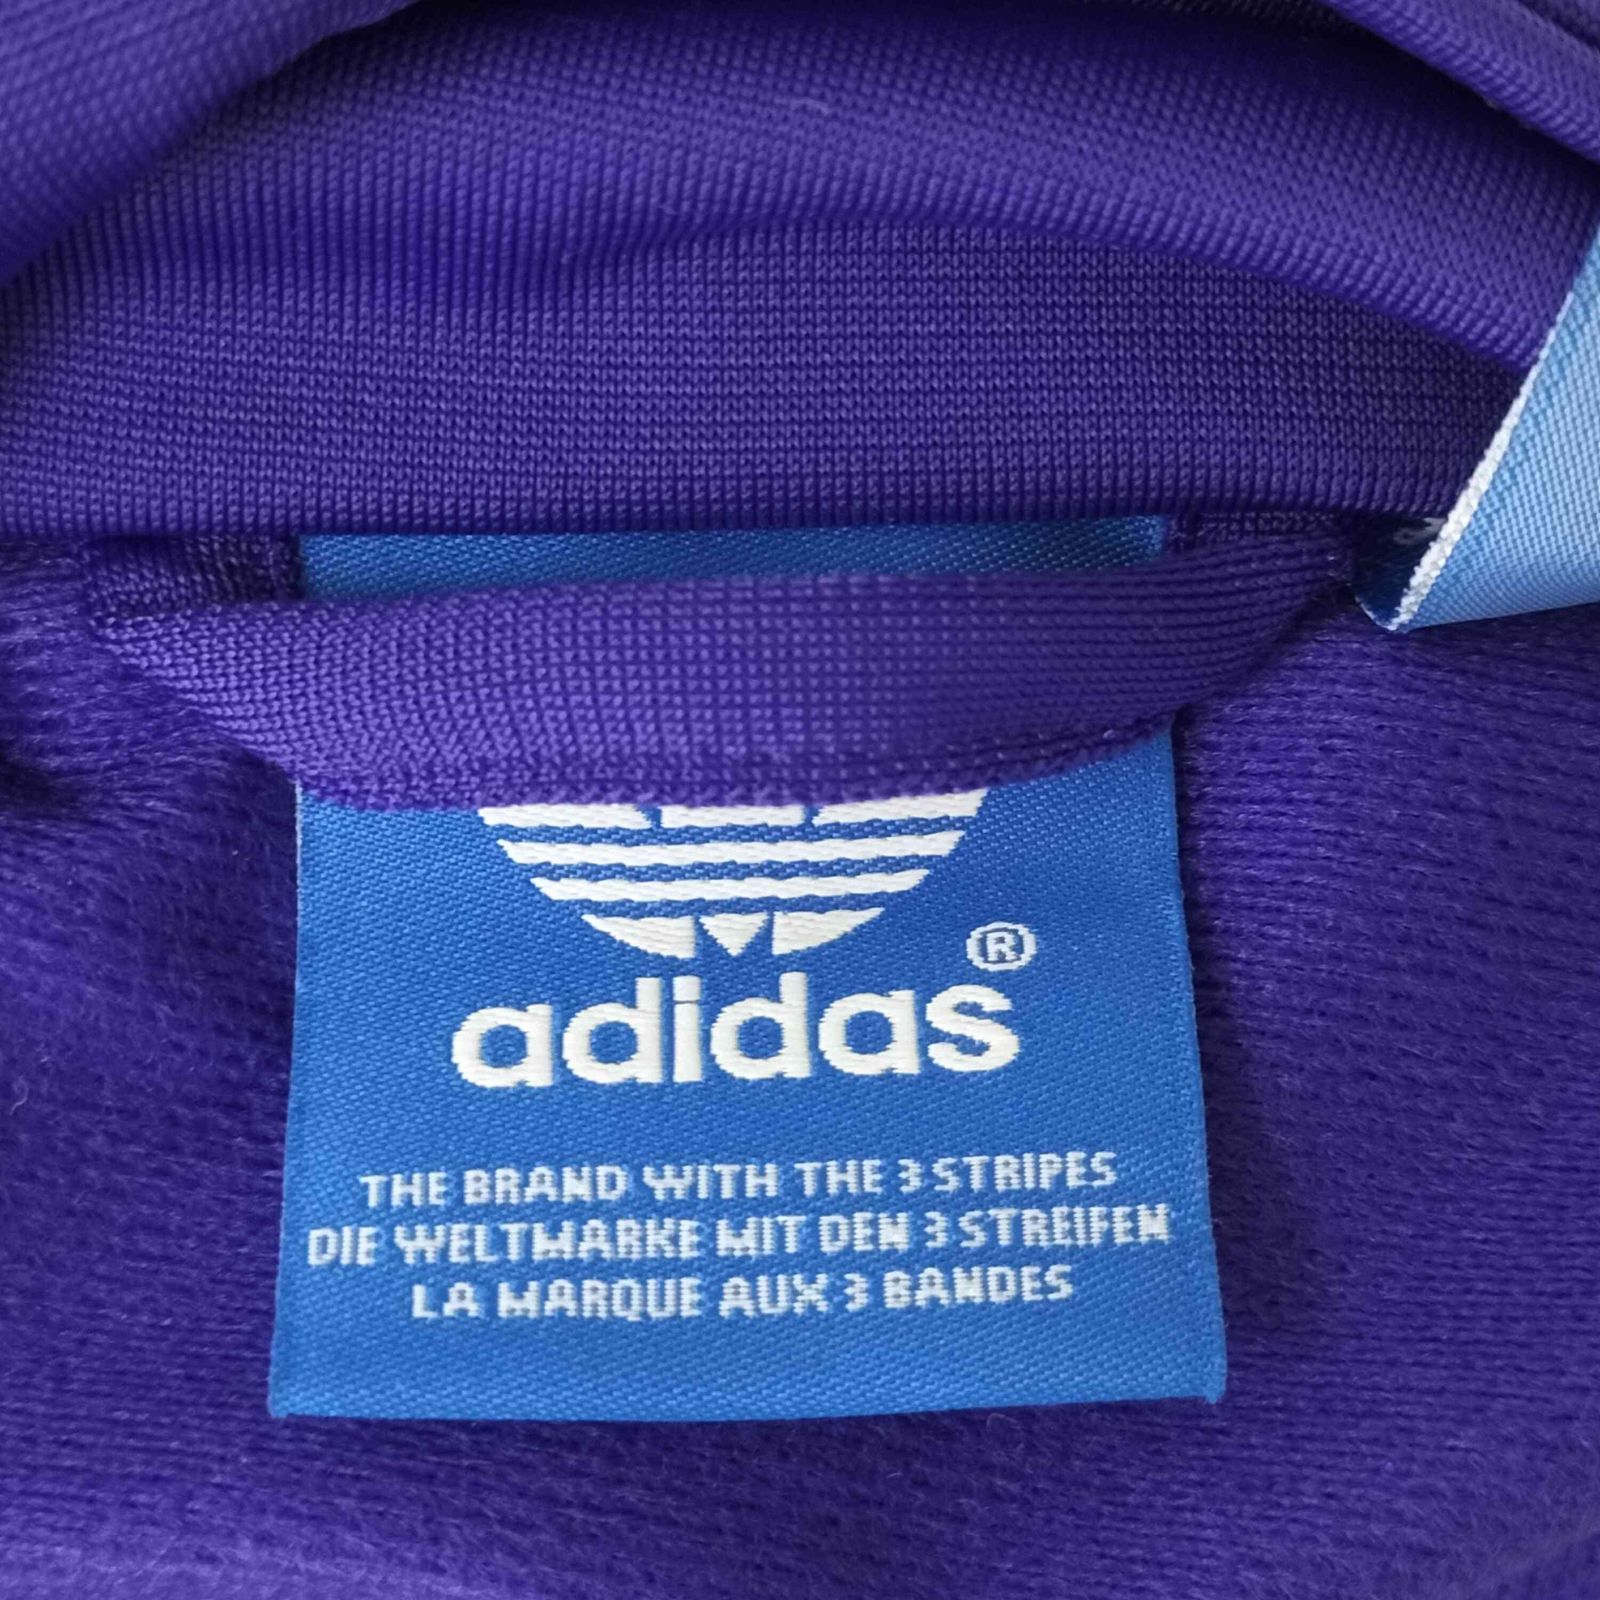 ®
adidas
THE BRAND WITH THE 3 STRIPES
DIE WELTMARKE MIT DEN 3 STREIFEN
LA MARQUE AUX 3 BANDES